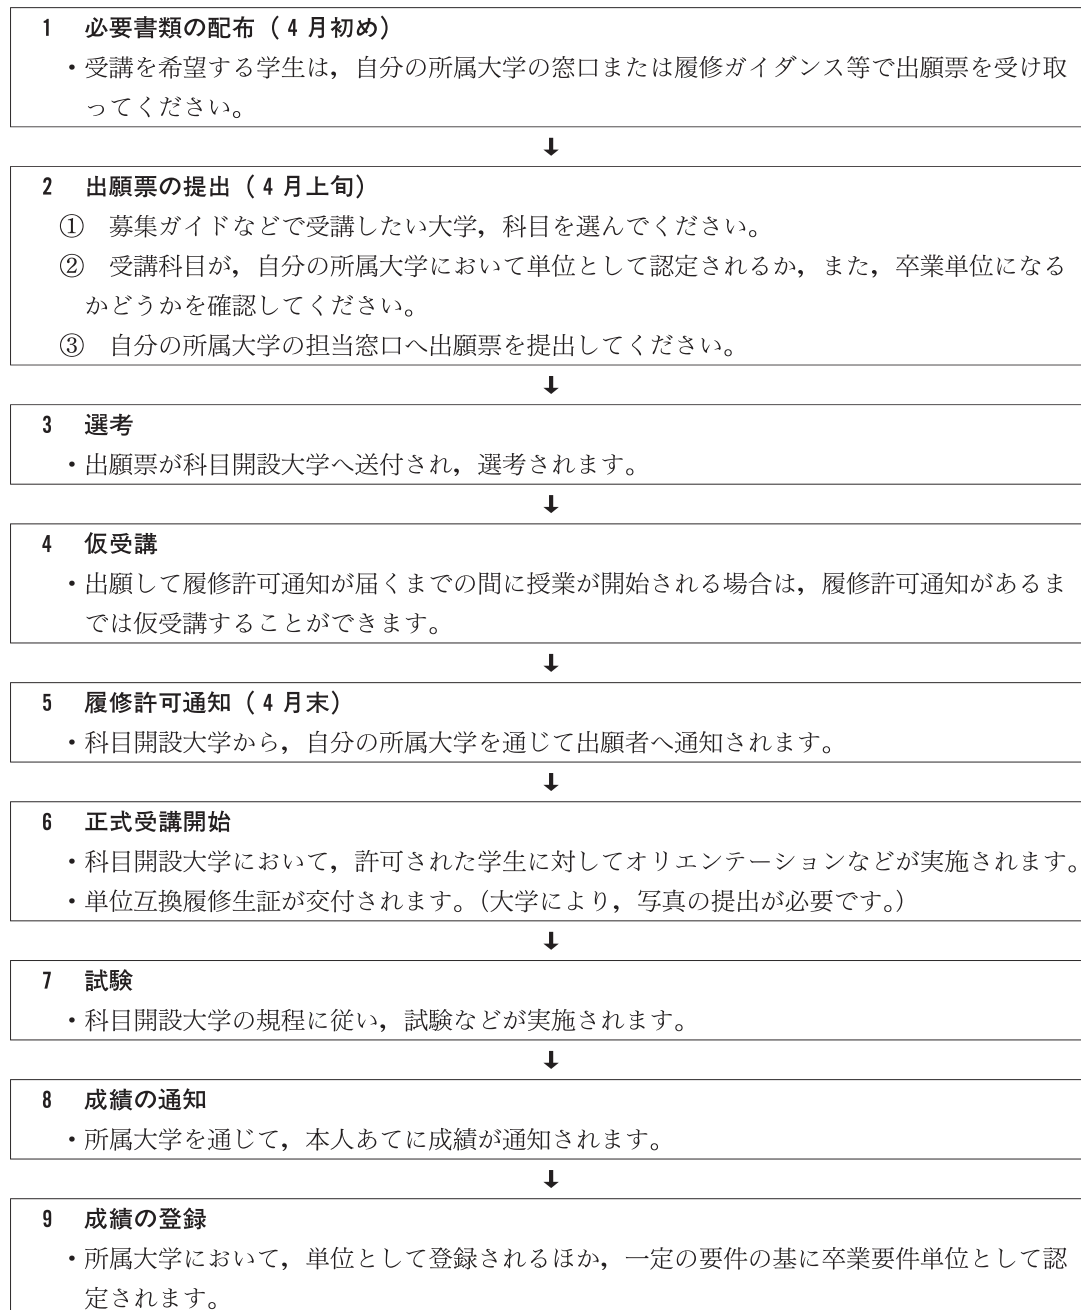 1 必要書類の配布（4月初め）
・受講を希望する学生は，自分の所属大学の窓口または履修ガイダンス等で出願票を受け取
ってください。
⬇
2 出願票の提出（4月上旬）
① 募集ガイドなどで受講したい大学，科目を選んでください。
② 受講科目が，自分の所属大学において単位として認定されるか，また，卒業単位になる
かどうかを確認してください。
③ 自分の所属大学の担当窓口へ出願票を提出してください。
⬇
3 選考
・出願票が科目開設大学へ送付され，選考されます。
⬇
4 仮受講
・出願して履修許可通知が届くまでの間に授業が開始される場合は，履修許可通知があるま
では仮受講することができます。
⬇
5 履修許可通知（4月末）
・科目開設大学から，自分の所属大学を通じて出願者へ通知されます。
⬇
6 正式受講開始
・科目開設大学において，許可された学生に対してオリエンテーションなどが実施されます。
・単位互換履修生証が交付されます。（大学により，写真の提出が必要です。）
⬇
7 試験
・科目開設大学の規程に従い，試験などが実施されます。
⬇
8 成績の通知
・所属大学を通じて，本人あてに成績が通知されます。
⬇
9 成績の登録
・所属大学において，単位として登録されるほか，一定の要件の基に卒業要件単位として認
定されます。